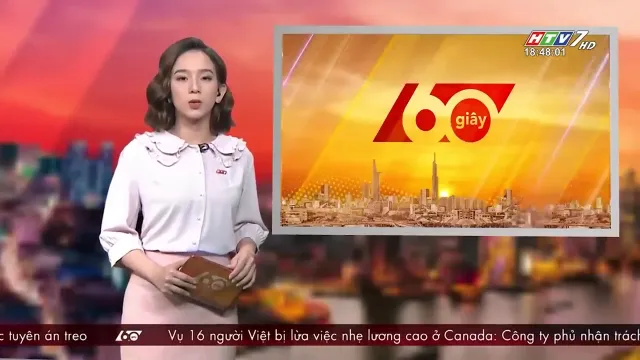 HTV7 HD
18:48:01
60 giây
c tuyên án treo 60 Vụ 16 người Việt bị lừa việc nhẹ lương cao ở Canada: Công ty phủ nhận trách